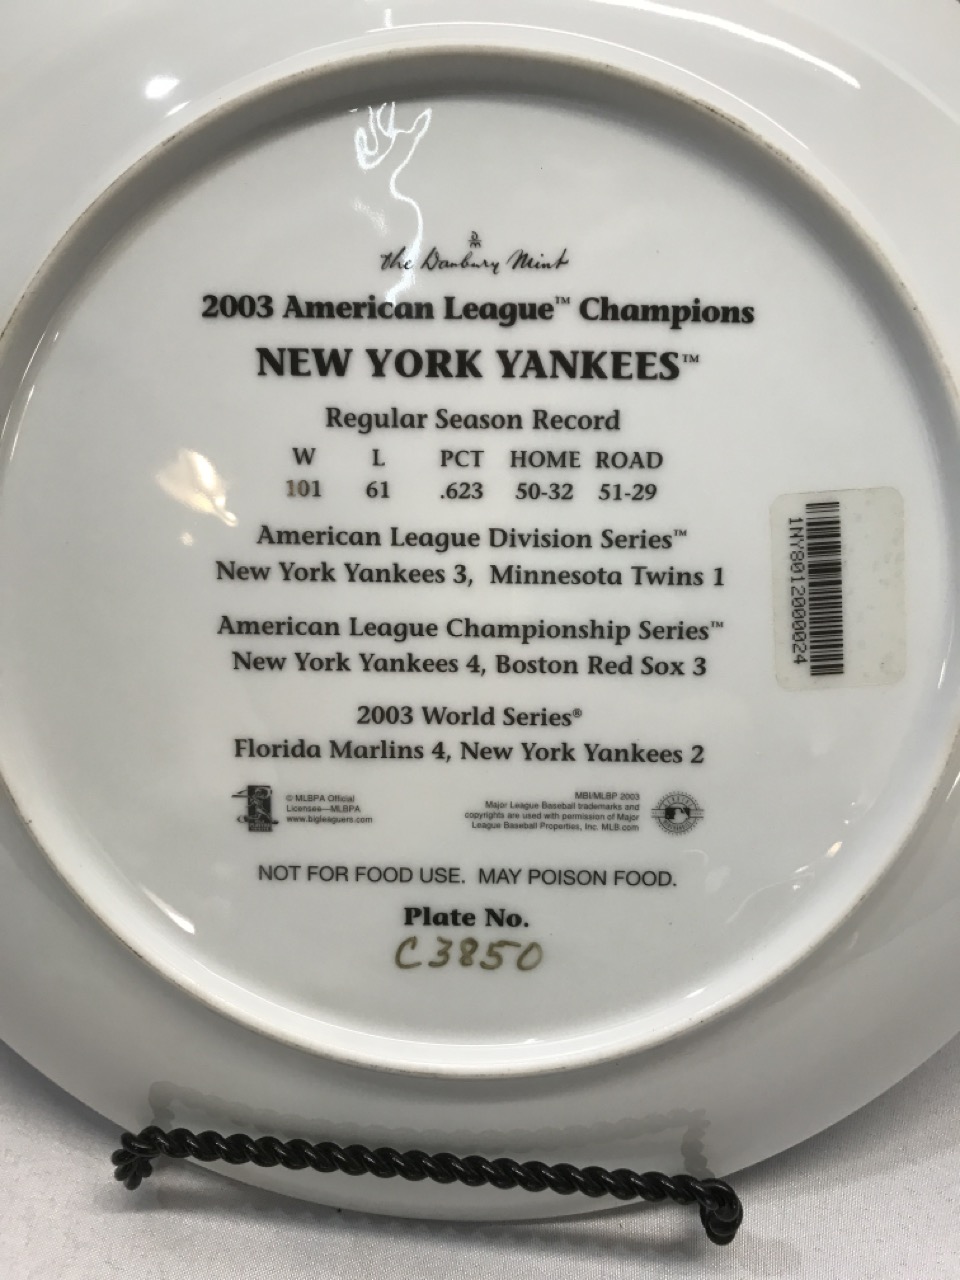 DM
the Danbury Mint
2003 American League™ Champions
NEW YORK YANKEES™
Regular Season Record
W L PCT HOME ROAD
101 61 .623 50-32 51-29
American League Division Series™
New York Yankees 3, Minnesota Twins 1
American League Championship Series™
New York Yankees 4, Boston Red Sox 3
2003 World Series®
Florida Marlins 4, New York Yankees 2
© MLBPA Official
Licensee—MLBPA
www.bigleaguers.com
MBI/MLBP 2003
Major League Baseball trademarks and
copyrights are used with permission of Major
League Baseball Properties, Inc. MLB.com
NOT FOR FOOD USE. MAY POISON FOOD.
Plate No.
C3850
1NY8012000024